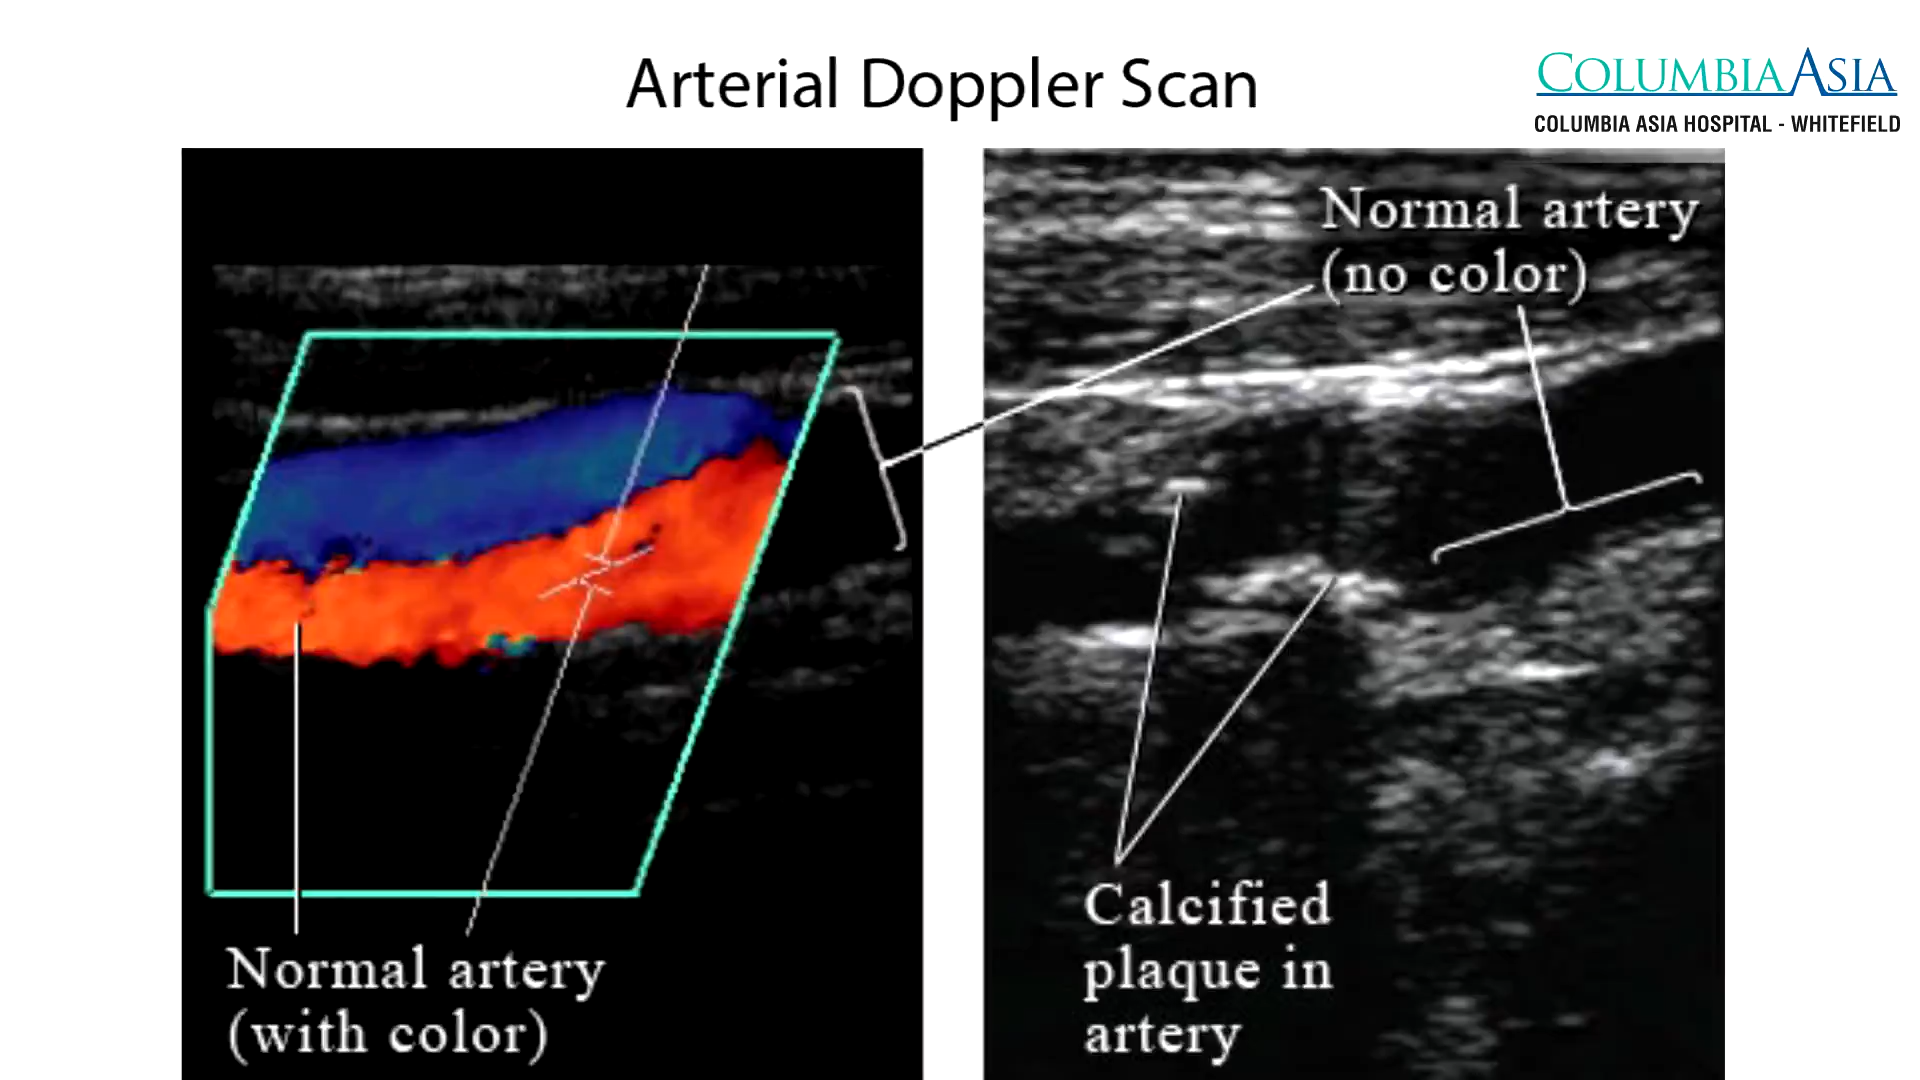 Arterial Doppler Scan
COLUMBIA ASIA
COLUMBIA ASIA HOSPITAL - WHITEFIELD
Normal artery
(no color)
Normal artery
(with color)
Calcified
plaque in
artery